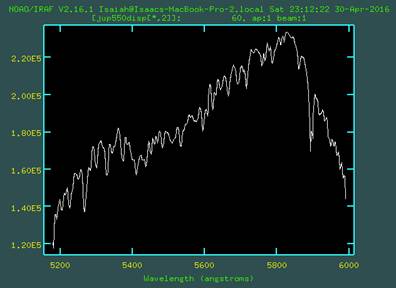 NOAO/IRAF V2.16.1 Isaiah@Isaacs-MacBook-Pro-2.local Sat 23:12:22 30-Apr-2016
[jup550disp[*,2]]: 60. ap:1 beam:1
2.20E5
2.00E5
1.80E5
1.60E5
1.40E5
1.20E5
5200 5400 5600 5800 6000
Wavelength (angstroms)